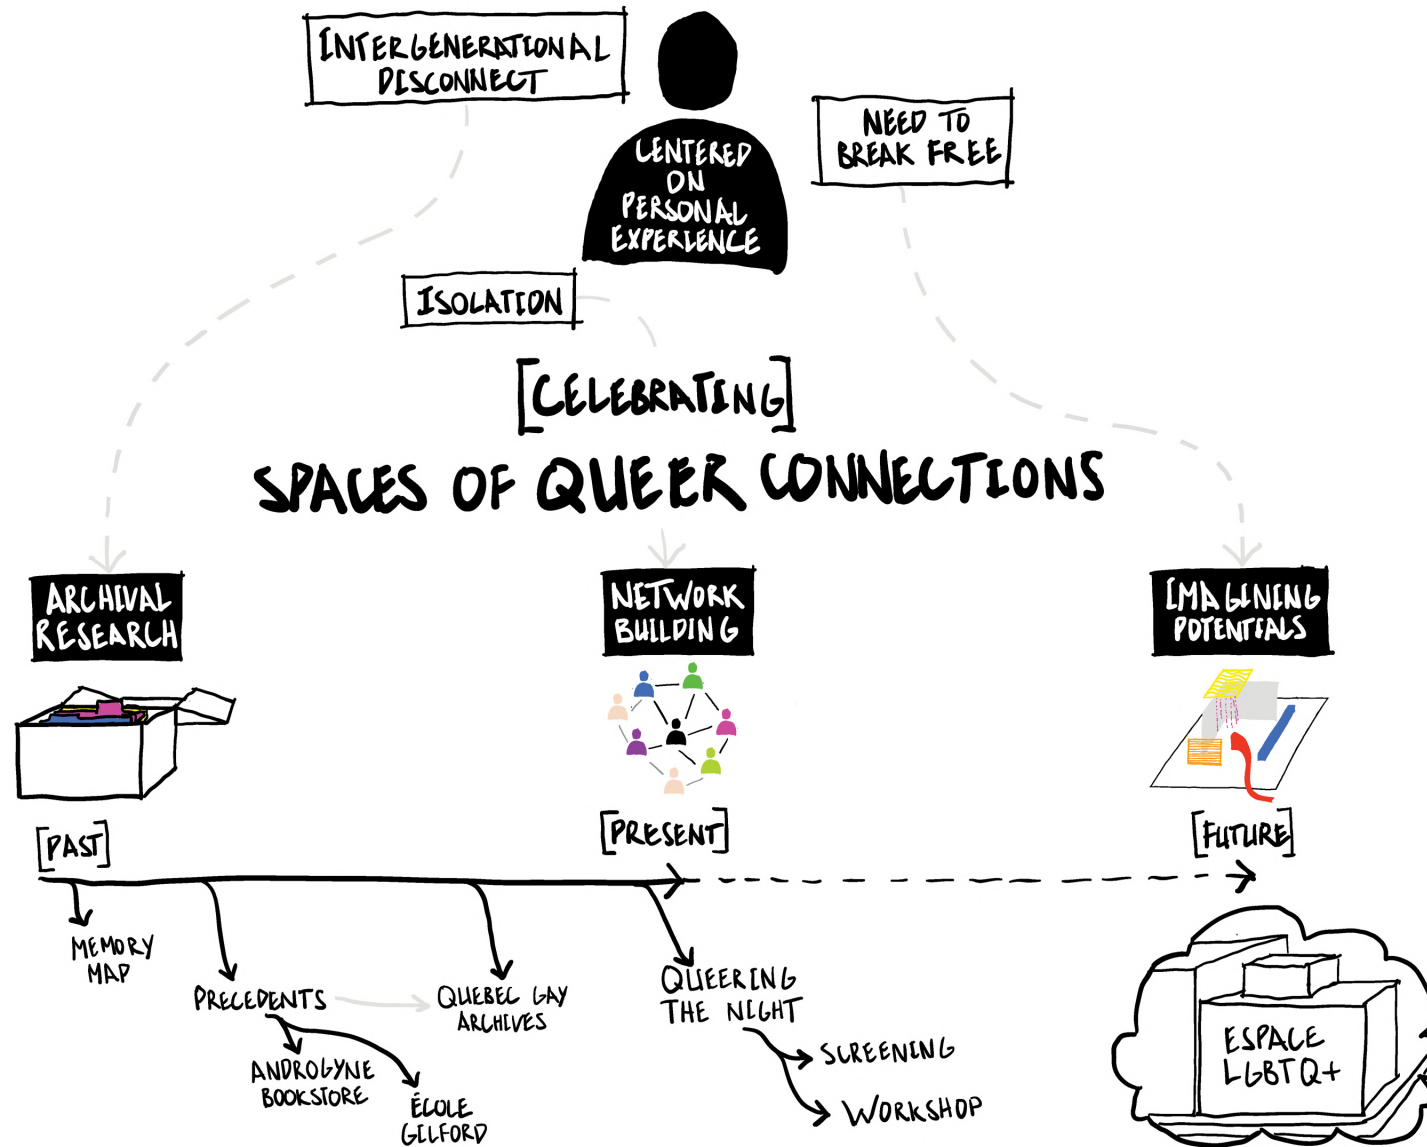 INTERGENERATIONAL
DISCONNECT
CENTERED
ON
PERSONAL
EXPERIENCE
NEED TO
BREAK FREE
ISOLATION
[CELEBRATING]
SPACES OF QUEER CONNECTIONS
ARCHIVAL
RESEARCH
NETWORK
BUILDING
IMAGINING
POTENTIALS
[PAST]
[PRESENT]
[FUTURE]
MEMORY
MAP
PRECEDENTS
QUEBEC GAY
ARCHIVES
ANDROGYNE
BOOKSTORE
ÉCOLE
GILFORD
QUEERING
THE NIGHT
SCREENING
WORKSHOP
ESPACE
LGBTQ+